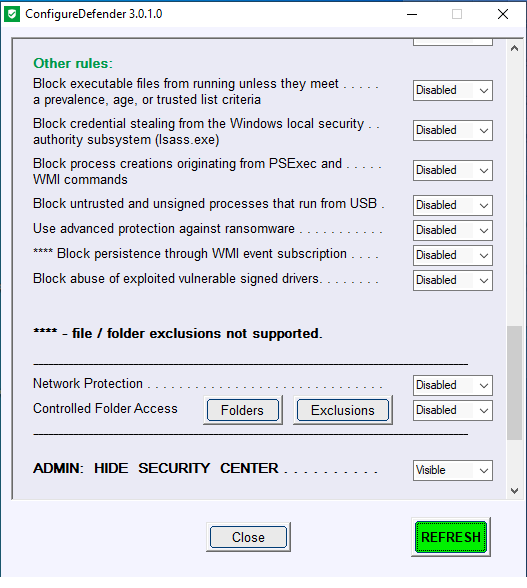 ConfigureDefender 3.0.1.0
Other rules:
Block executable files from running unless they meet . . . . .
a prevalence, age, or trusted list criteria
Disabled
Block credential stealing from the Windows local security . .
authority subsystem (lsass.exe)
Disabled
Block process creations originating from PSExec and . . . . .
WMI commands
Disabled
Block untrusted and unsigned processes that run from USB .
Disabled
Use advanced protection against ransomware . . . . . . . . . . .
Disabled
**** Block persistence through WMI event subscription . . . .
Disabled
Block abuse of exploited vulnerable signed drivers. . . . . . . .
Disabled
**** - file / folder exclusions not supported.
Network Protection . . . . . . . . . . . . . . . . . . . . . . . . . . . . . .
Disabled
Controlled Folder Access
Folders
Exclusions
Disabled
ADMIN: HIDE SECURITY CENTER . . . . . . . . . .
Visible
Close
REFRESH